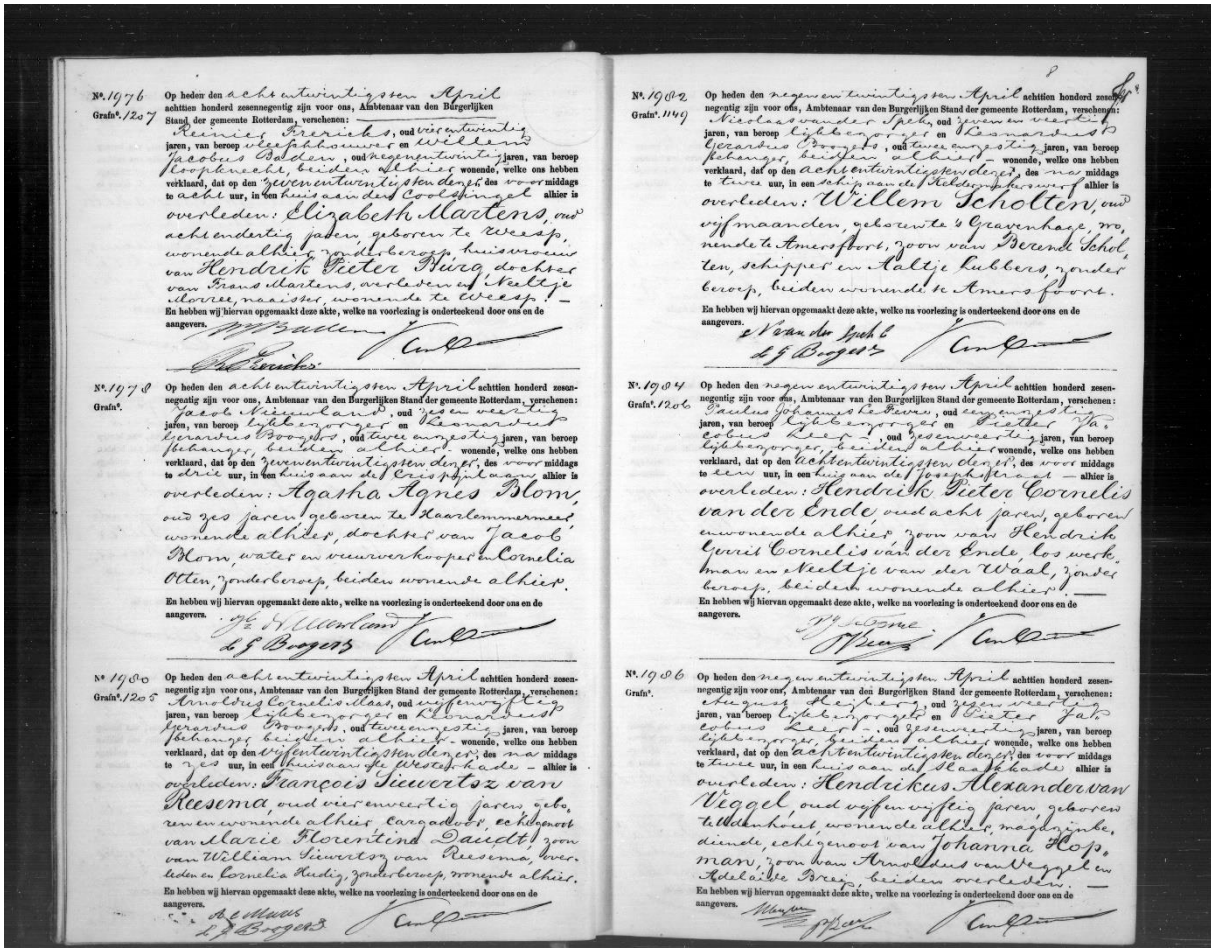 Nº. 1976
Grafnº. 1207
Op heden den achtentwintigsten April
achttien honderd zesennegentig zijn voor ons, Ambtenaar van den Burgerlijken
Stand der gemeente Rotterdam, verschenen:
Reinier Frerichs, oud vierentwintig
jaren, van beroep vleeschhouwer en Willem
Jacobus Baden, oud negenentwintig jaren, van beroep
loopknecht, beiden alhier wonende, welke ons hebben
verklaard, dat op den zevenentwintigsten dezer, des voormiddags
te acht uur, in een huis aan den Coolsingel alhier is
overleden: Elizabeth Martens, oud
achtendertig jaren, geboren te Weesp,
wonende alhier, zonder beroep, huisvrouw
van Hendrik Pieter Burg, dochter
van Frans Martens, overleden en Neeltje
Morree, naaister, wonende te Weesp. —
En hebben wij hiervan opgemaakt deze akte, welke na voorlezing is onderteekend door ons en de
aangevers.
WJ Baden
R Frerichs
Nº. 1978
Grafnº.
Op heden den achtentwintigsten April achttien honderd zesen-
negentig zijn voor ons, Ambtenaar van den Burgerlijken Stand der gemeente Rotterdam, verschenen:
Jacob Nieuwland, oud zesenveertig
jaren, van beroep lijkbezorger en Leonardus
Gerardus Boogers, oud tweeenzestig jaren, van beroep
behanger, beiden alhier – wonende, welke ons hebben
verklaard, dat op den zevenentwintigsten dezer, des voormiddags
te drie uur, in een huis aan de Crispijnlaan alhier is
overleden: Agatha Agnes Blom,
oud zes jaren, geboren te Haarlemmermeer,
wonende alhier, dochter van Jacob
Blom, water en vuurverkooper en Cornelia
Otten, zonder beroep, beiden wonende alhier.
En hebben wij hiervan opgemaakt deze akte, welke na voorlezing is onderteekend door ons en de
aangevers.
Jb Nieuwland
L G Boogers
Nº. 1980
Grafnº. 1205
Op heden den achtentwintigsten April achttien honderd zesen-
negentig zijn voor ons, Ambtenaar van den Burgerlijken Stand der gemeente Rotterdam, verschenen:
Arnoldus Cornelis Maas, oud vijfenvijftig
jaren, van beroep lijkbezorger en Leonardus
Gerardus Boogers, oud tweeenzestig jaren, van beroep
behanger, beiden alhier – wonende, welke ons hebben
verklaard, dat op den vijfentwintigsten dezer, des namiddags
te zes uur, in een huis aan de Westerkade – alhier is
overleden: François Sieuwertsz van
Reesema, oud vierenveertig jaren, gebo-
ren en wonende alhier, cargadoor, echtgenoot
van Marie Florentine Daudt, zoon
van William Sieuwertsz van Reesema, over-
leden en Cornelia Hudig, zonder beroep, wonende alhier.
En hebben wij hiervan opgemaakt deze akte, welke na voorlezing is onderteekend door ons en de
aangevers.
A C Maas
L G Boogers
8
Nº. 1982
Grafnº. 1149
Op heden den negenentwintigsten April achttien honderd zesen-
negentig zijn voor ons, Ambtenaar van den Burgerlijken Stand der gemeente Rotterdam, verschenen:
Nicolaas van der Spek, oud zevenenveertig
jaren, van beroep lijkbezorger en Leonardus
Gerardus Boogers, oud tweeenzestig jaren, van beroep
behanger, beiden alhier – wonende, welke ons hebben
verklaard, dat op den achtentwintigsten dezer, des namiddags
te twee uur, in een schip aan de Keldermakerswerf alhier is
overleden: Willem Scholten, oud
vijf maanden, geboren te 's Gravenhage, wo-
nende te Amersfoort, zoon van Berend Schol-
ten, schipper en Aaltje Lubbers, zonder
beroep, beiden wonende te Amersfoort.
En hebben wij hiervan opgemaakt deze akte, welke na voorlezing is onderteekend door ons en de
aangevers.
N van der Spek
L G Boogers
Nº. 1984
Grafnº. 1206
Op heden den negenentwintigsten April achttien honderd zesen-
negentig zijn voor ons, Ambtenaar van den Burgerlijken Stand der gemeente Rotterdam, verschenen:
Paulus Johannes Le Fevre, oud eenenzestig
jaren, van beroep lijkbezorger en Pieter Ja-
cobus Leer –, oud zesenveertig jaren, van beroep
lijkbezorger, beiden alhier wonende, welke ons hebben
verklaard, dat op den achtentwintigsten dezer, des voormiddags
te een uur, in een huis aan de Josephstraat – alhier is
overleden: Hendrik Pieter Cornelis
van der Ende, oud acht jaren, geboren
en wonende alhier, zoon van Hendrik
Gerrit Cornelis van der Ende, los werk-
man en Neeltje van der Waal, zonder
beroep, beiden wonende alhier. —
En hebben wij hiervan opgemaakt deze akte, welke na voorlezing is onderteekend door ons en de
aangevers.
Nº. 1986
Grafnº.
Op heden den negenentwintigsten April achttien honderd zesen-
negentig zijn voor ons, Ambtenaar van den Burgerlijken Stand der gemeente Rotterdam, verschenen:
August Heijberg, oud zesenveertig
jaren, van beroep lijkbezorger en Pieter Ja-
cobus Leer –, oud zesenveertig jaren, van beroep
lijkbezorger, beiden alhier wonende, welke ons hebben
verklaard, dat op den achtentwintigsten dezer, des voormiddags
te twee uur, in een huis aan de Slaakkade alhier is
overleden: Hendrikus Alexander van
Veggel, oud vijfenvijftig jaren, geboren
te Udenhout, wonende alhier, magazijnbe-
diende, echtgenoot van Johanna Hop-
man, zoon van Arnoldus van Veggel en
Adelaide Breij, beiden overleden. —
En hebben wij hiervan opgemaakt deze akte, welke na voorlezing is onderteekend door ons en de
aangevers.